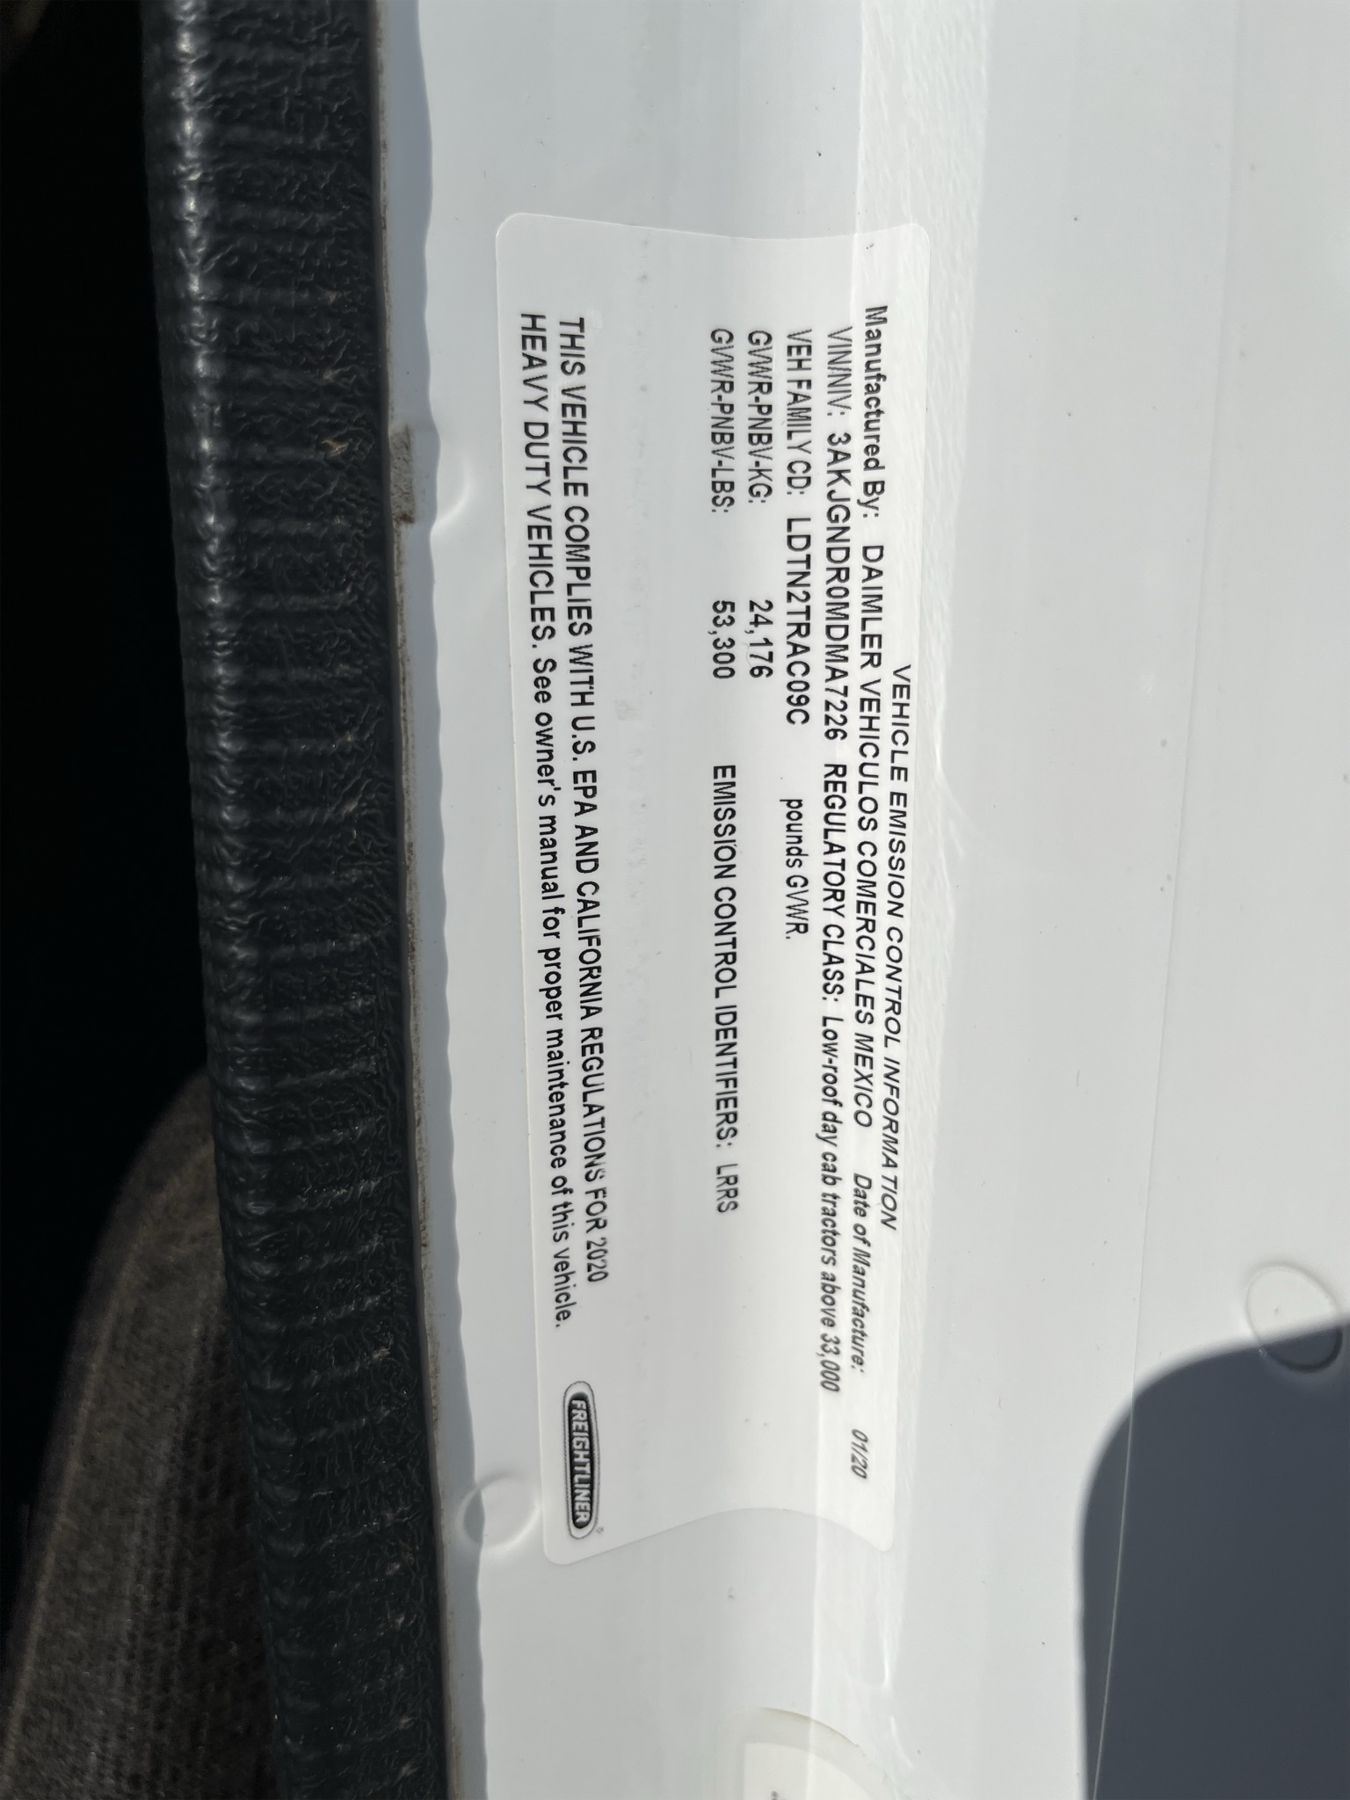 VEHICLE EMISSION CONTROL INFORMATION
Manufactured By: DAIMLER VEHICULOS COMERCIALES MEXICO Date of Manufacture: 01/20
VIN/NIV: 3AKJGNDR0MDMA7226 REGULATORY CLASS: Low-roof day cab tractors above 33,000
VEH FAMILY CD: LDTN2TRAC09C pounds GVWR.
GVWR-PNBV-KG: 24,176
GVWR-PNBV-LBS: 53,300 EMISSION CONTROL IDENTIFIERS: LRRS
THIS VEHICLE COMPLIES WITH U.S. EPA AND CALIFORNIA REGULATIONS FOR 2020
HEAVY DUTY VEHICLES. See owner's manual for proper maintenance of this vehicle.
FREIGHTLINER